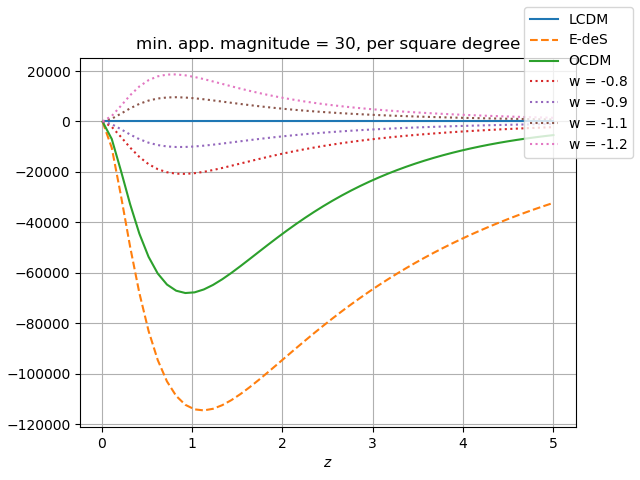 min. app. magnitude = 30, per square degree
LCDM
E-deS
OCDM
w = -0.8
w = -0.9
w = -1.1
w = -1.2
20000
0
−20000
−40000
−60000
−80000
−100000
−120000
0 1 2 3 4 5
z